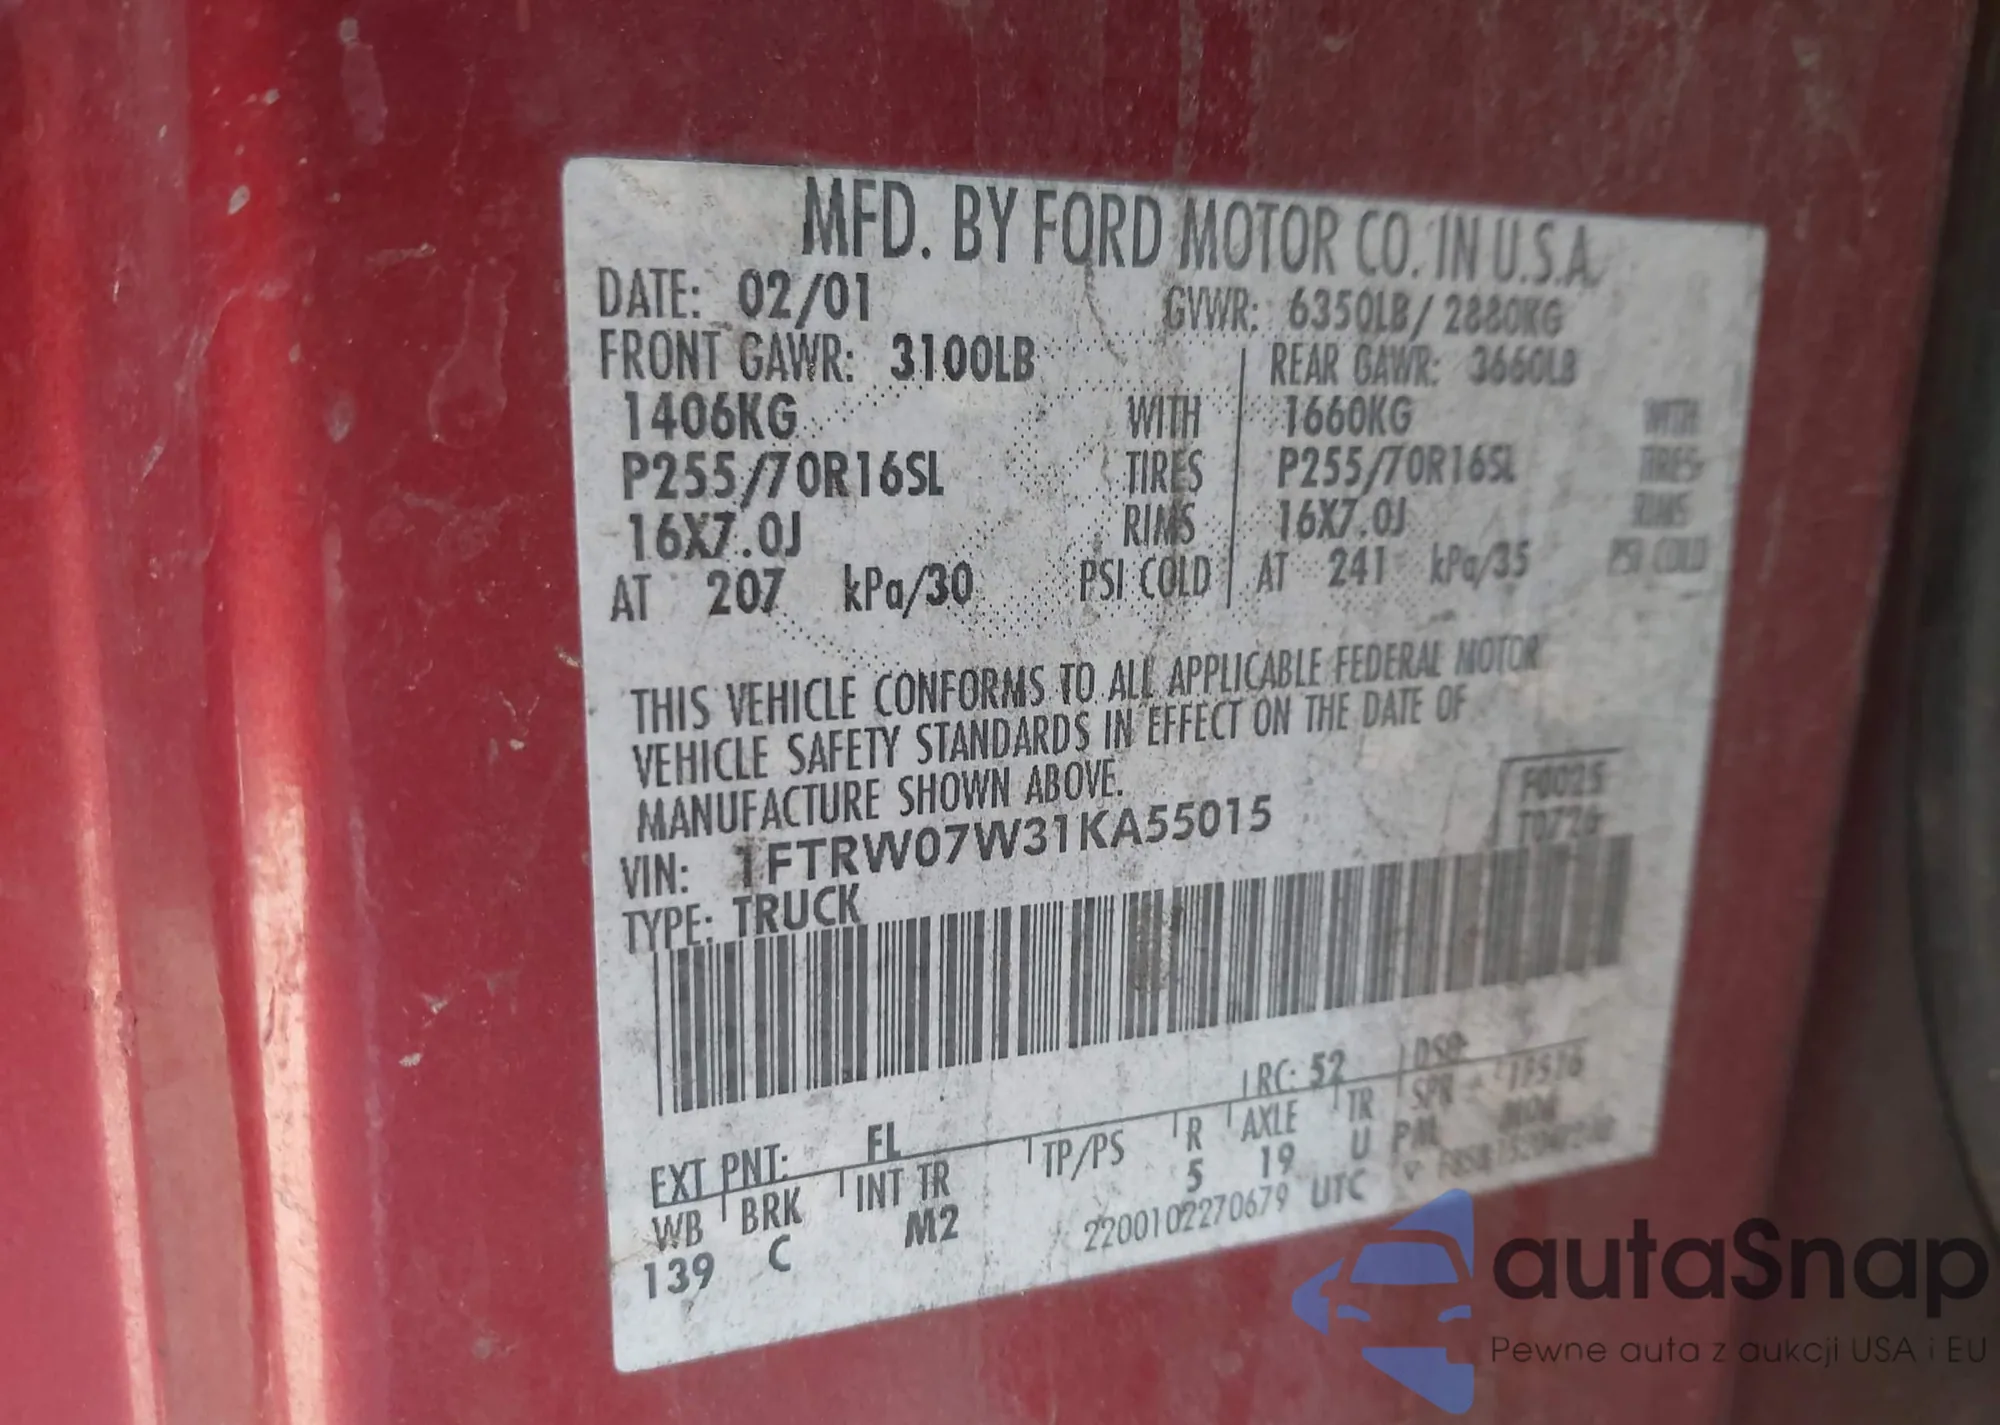 MFD. BY FORD MOTOR CO. IN U.S.A.
DATE: 02/01 GVWR: 6350LB/2880KG
FRONT GAWR: 3100LB REAR GAWR: 3660LB
1406KG WITH 1660KG WITH
P255/70R16SL TIRES P255/70R16SL TIRES
16X7.0J RIMS 16X7.0J RIMS
AT 207 kPa/30 PSI COLD AT 241 kPa/35 PSI COLD
THIS VEHICLE CONFORMS TO ALL APPLICABLE FEDERAL MOTOR
VEHICLE SAFETY STANDARDS IN EFFECT ON THE DATE OF
MANUFACTURE SHOWN ABOVE.
F0025
VIN: 1FTRW07W31KA55015
T0726
TYPE: TRUCK
EXT PNT: FL RC: 52 DSO:
WB BRK INT TR TP/PS R AXLE TR SPR
139 C M2 5 19 U
2200102270679 UTC
autaSnap
Pewne auta z aukcji USA i EU